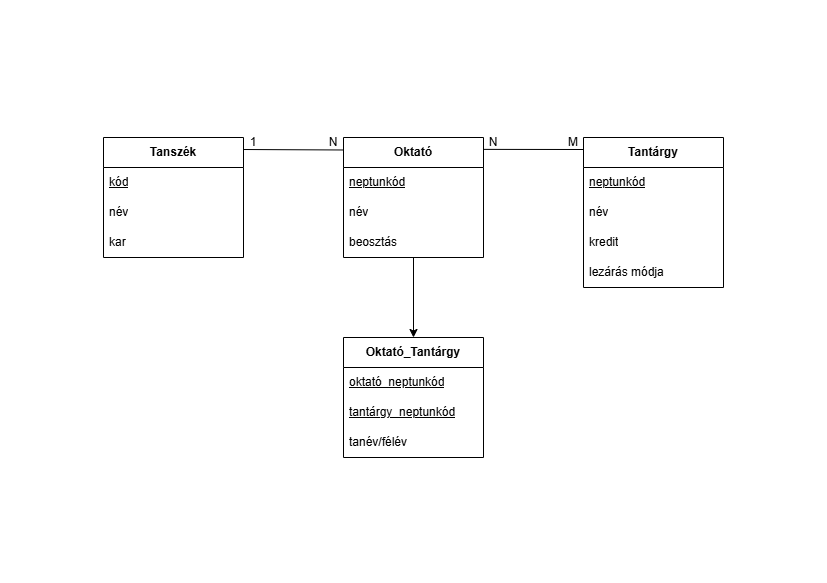 1
N
N
M
Tanszék
kód
név
kar
Oktató
neptunkód
név
beosztás
Tantárgy
neptunkód
név
kredit
lezárás módja
Oktató_Tantárgy
oktató_neptunkód
tantárgy_neptunkód
tanév/félév